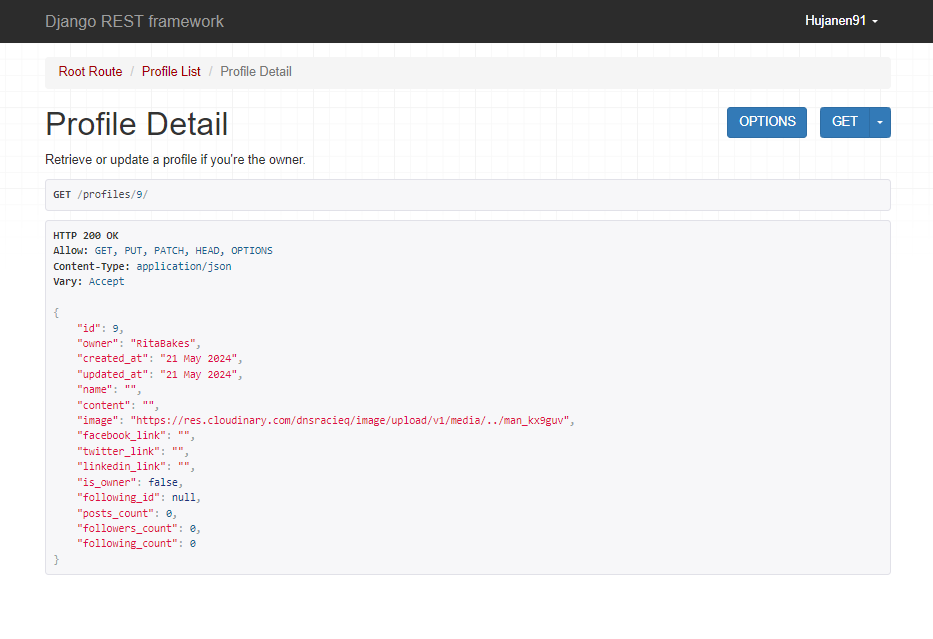 Django REST framework
Hujanen91
Root Route / Profile List / Profile Detail
Profile Detail
OPTIONS
GET
Retrieve or update a profile if you're the owner.
GET /profiles/9/
HTTP 200 OK
Allow: GET, PUT, PATCH, HEAD, OPTIONS
Content-Type: application/json
Vary: Accept
{
    "id": 9,
    "owner": "RitaBakes",
    "created_at": "21 May 2024",
    "updated_at": "21 May 2024",
    "name": "",
    "content": "",
    "image": "https://res.cloudinary.com/dnsracieq/image/upload/v1/media/../man_kx9guv",
    "facebook_link": "",
    "twitter_link": "",
    "linkedin_link": "",
    "is_owner": false,
    "following_id": null,
    "posts_count": 0,
    "followers_count": 0,
    "following_count": 0
}